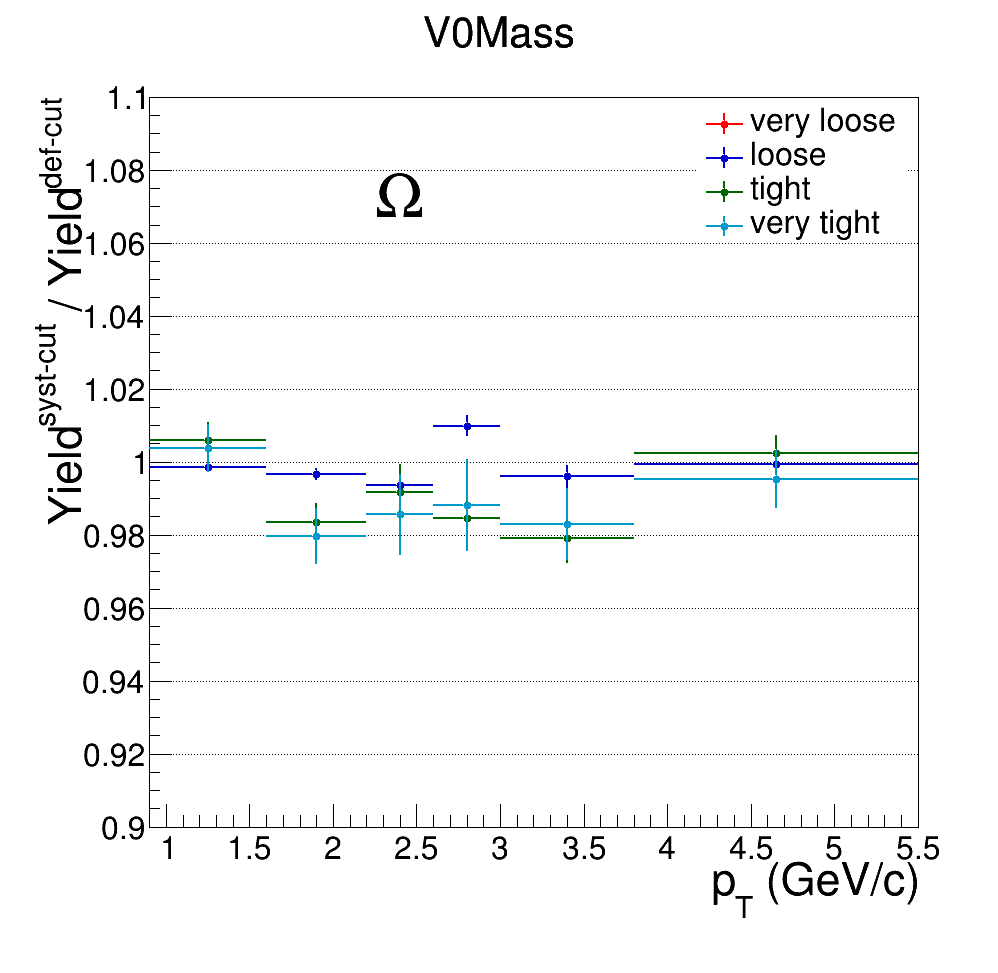 V0Mass
Yield^syst-cut / Yield^def-cut
1.1
1.08
1.06
1.04
1.02
1
0.98
0.96
0.94
0.92
0.9
Ω
very loose
loose
tight
very tight
1 1.5 2 2.5 3 3.5 4 4.5 5 5.5
p_T (GeV/c)